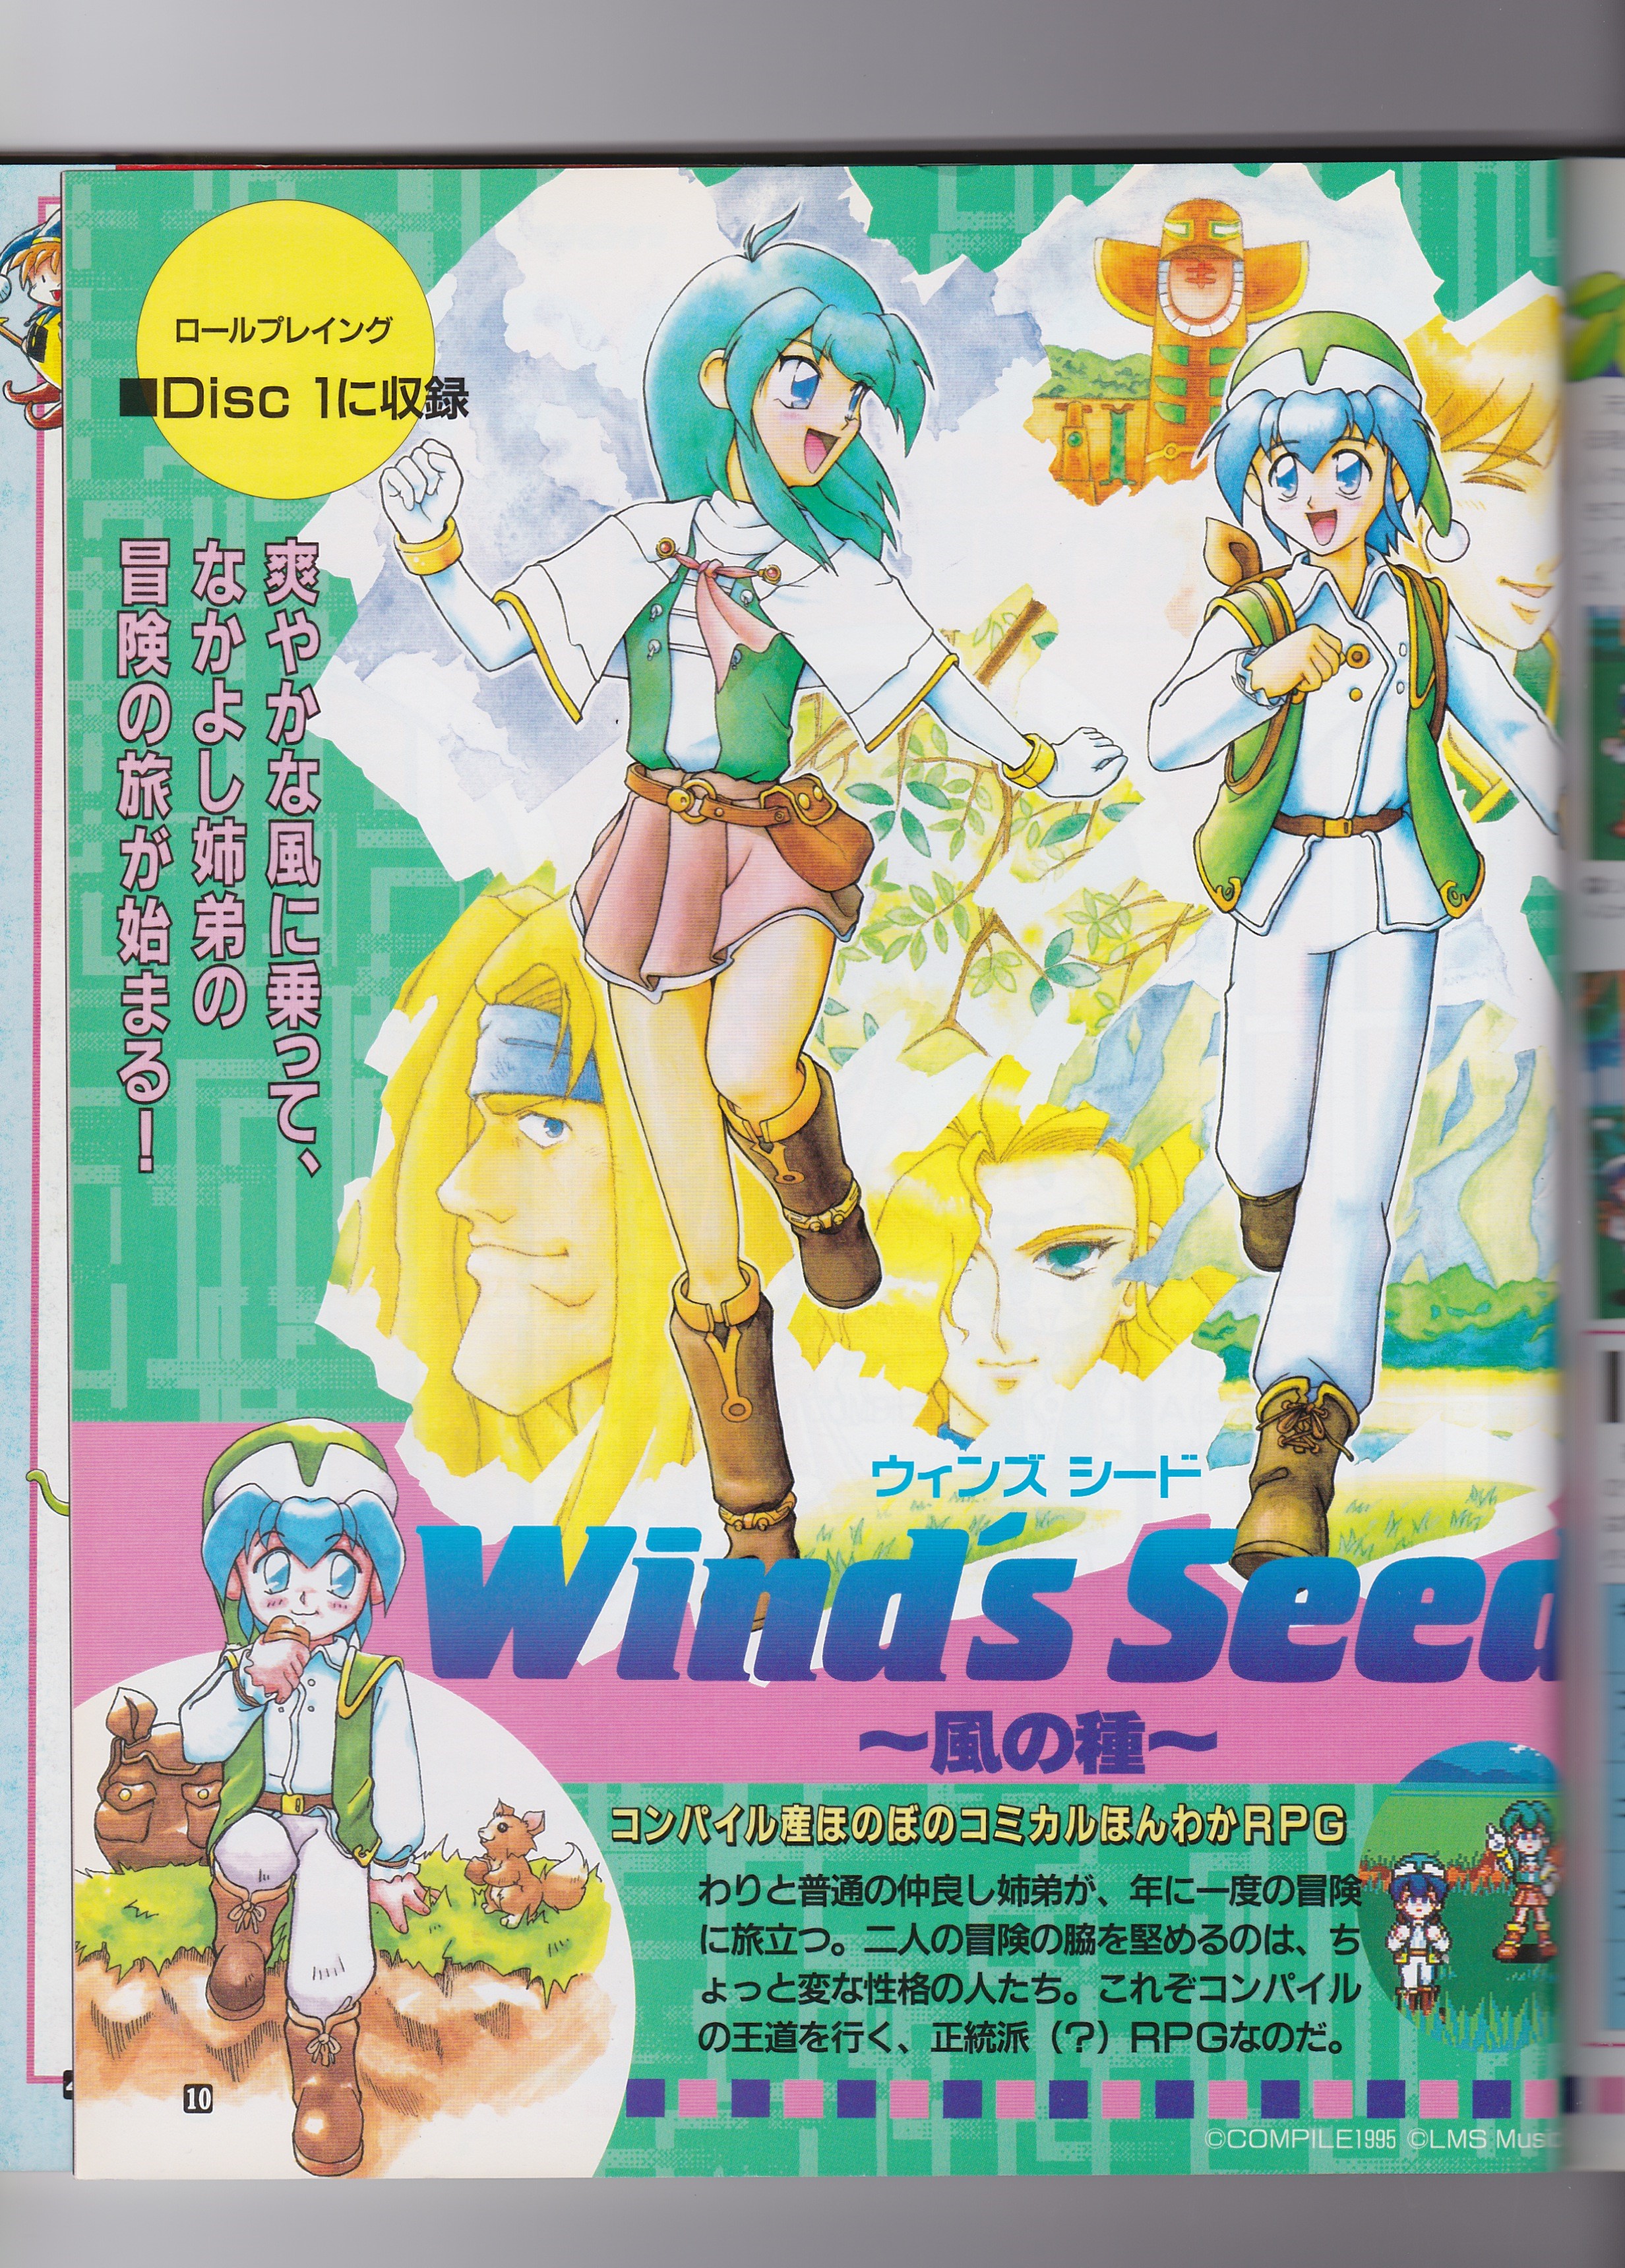 ロールプレイング
■Disc 1に収録
爽やかな風に乗って、
なかよし姉弟の
冒険の旅が始まる！
ウィンズ シード
Wind's Seed
～風の種～
コンパイル産ほのぼのコミカルほんわかRPG
わりと普通の仲良し姉弟が、年に一度の冒険
に旅立つ。二人の冒険の脇を堅めるのは、ち
ょっと変な性格の人たち。これぞコンパイル
の王道を行く、正統派（？）RPGなのだ。
10
©COMPILE1995 ©LMS Music